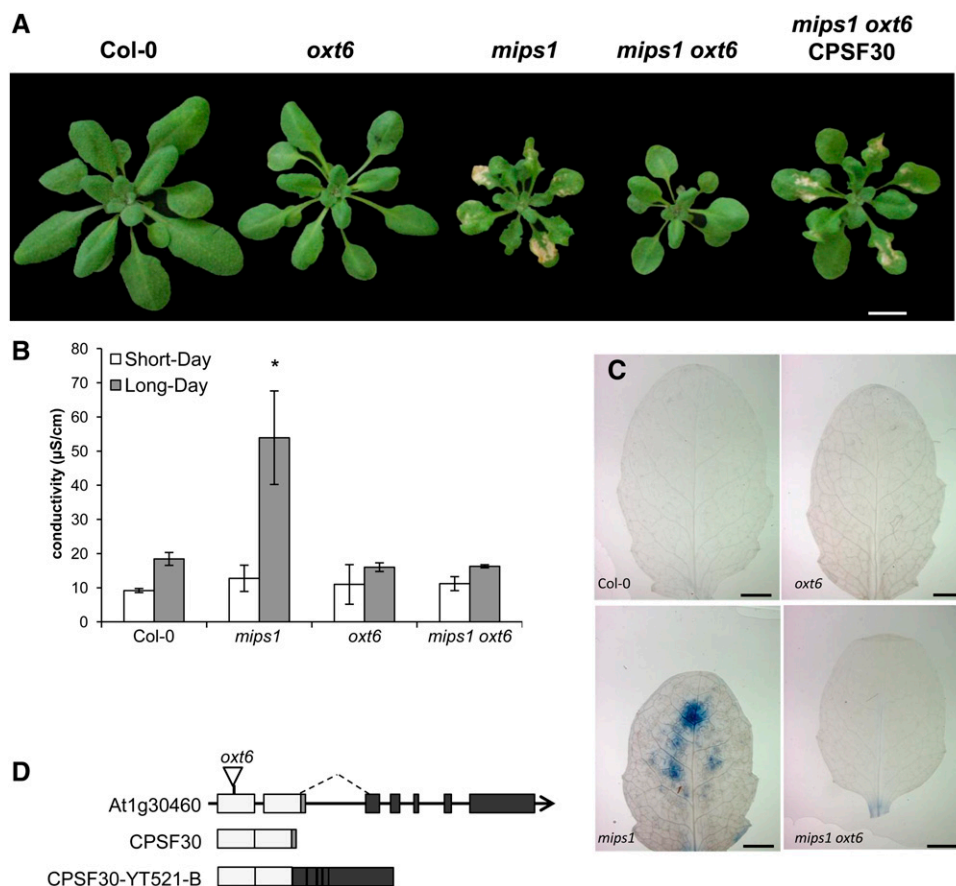 A
Col-0 oxt6 mips1 mips1 oxt6 mips1 oxt6
CPSF30
B
80
70
60
50
40
30
20
10
0
conductivity (µS/cm)
Short-Day
Long-Day
*
Col-0 mips1 oxt6 mips1 oxt6
C
Col-0
oxt6
mips1
mips1 oxt6
D
oxt6
At1g30460
CPSF30
CPSF30-YT521-B